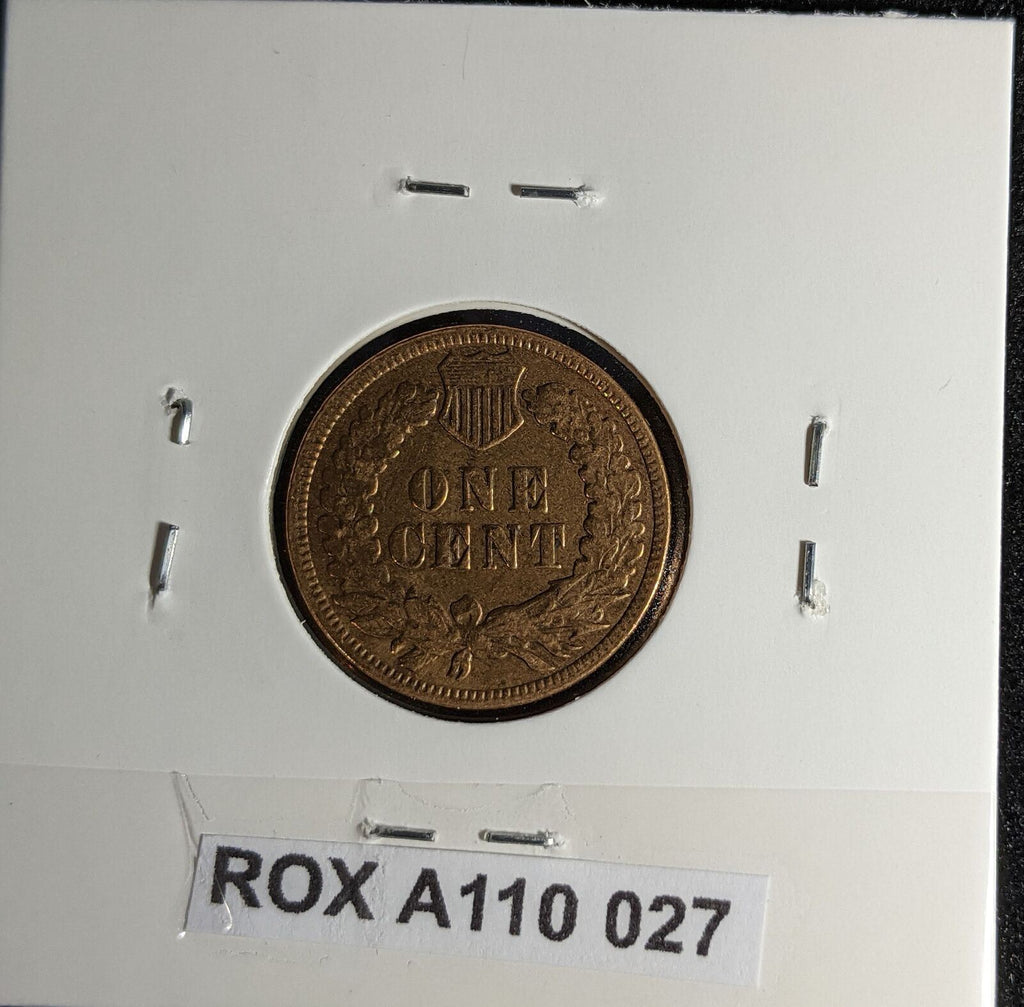 ONE
CENT
ROX A110 027